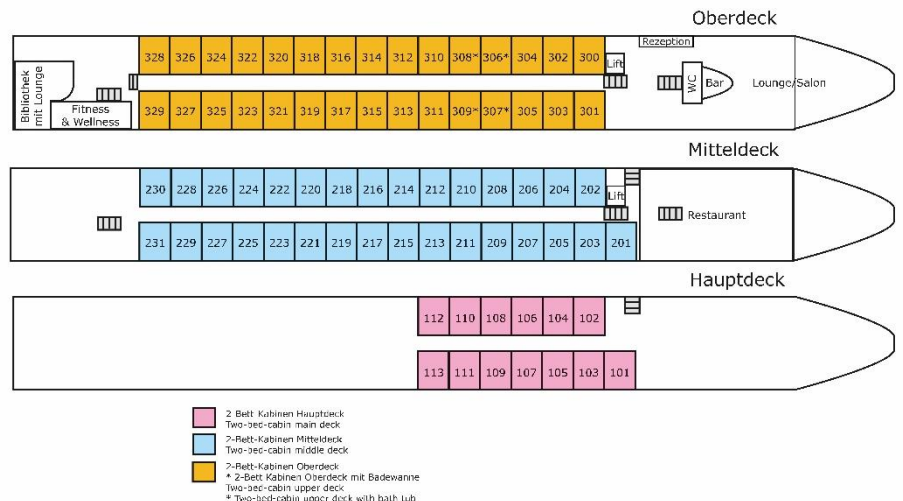 Oberdeck
Rezeption
328 326 324 322 320 318 316 314 312 310 308* 306* 304 302 300
Lift
Bibliothek
mit Lounge
Fitness
& Wellness
WC
Bar
Lounge/Salon
329 327 325 323 321 319 317 315 313 311 309* 307* 305 303 301
Mitteldeck
230 228 226 224 222 220 218 216 214 212 210 208 206 204 202
Lift
Restaurant
231 229 227 225 223 221 219 217 215 213 211 209 207 205 203 201
Hauptdeck
112 110 108 106 104 102
113 111 109 107 105 103 101
2 Bett Kabinen Hauptdeck
Two-bed-cabin main deck
2-Bett-Kabinen Mitteldeck
Two-bed-cabin middle deck
2-Bett-Kabinen Oberdeck
* 2-Bett Kabinen Oberdeck mit Badewanne
Two-bed-cabin upper deck
* Two-bed-cabin upper deck with bath tub